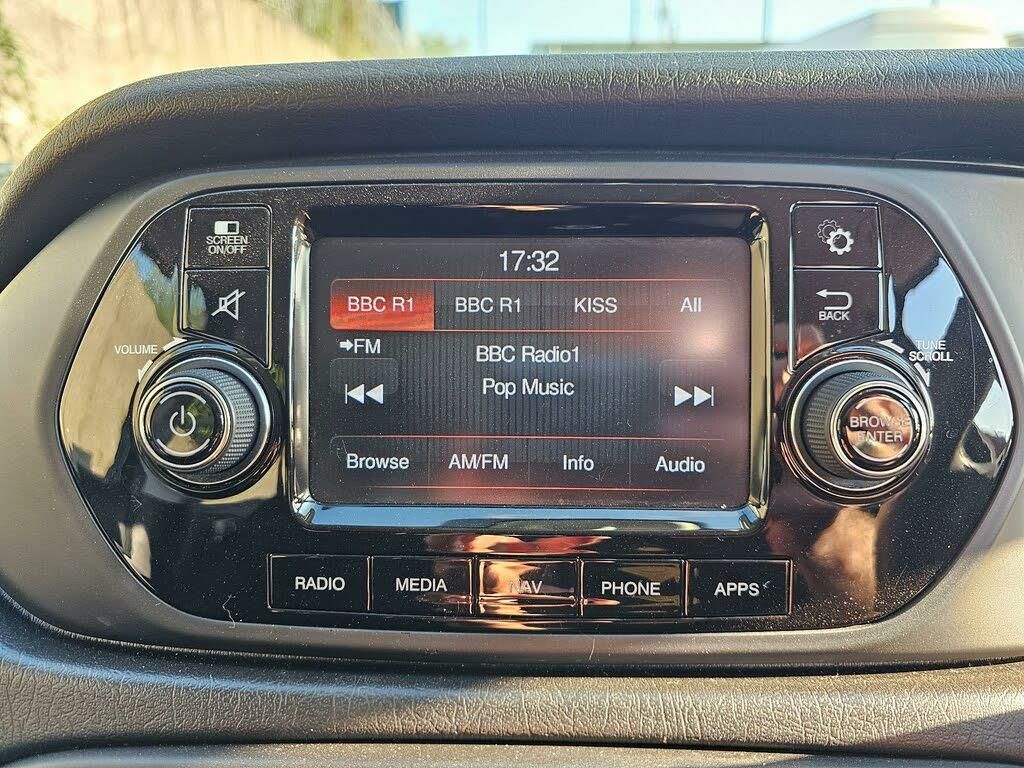 SCREEN
ON/OFF
17:32
BBC R1 BBC R1 KISS All
BACK
VOLUME
TUNE
SCROLL
FM
BBC Radio1
Pop Music
BROWSE
ENTER
Browse AM/FM Info Audio
RADIO MEDIA NAV PHONE APPS